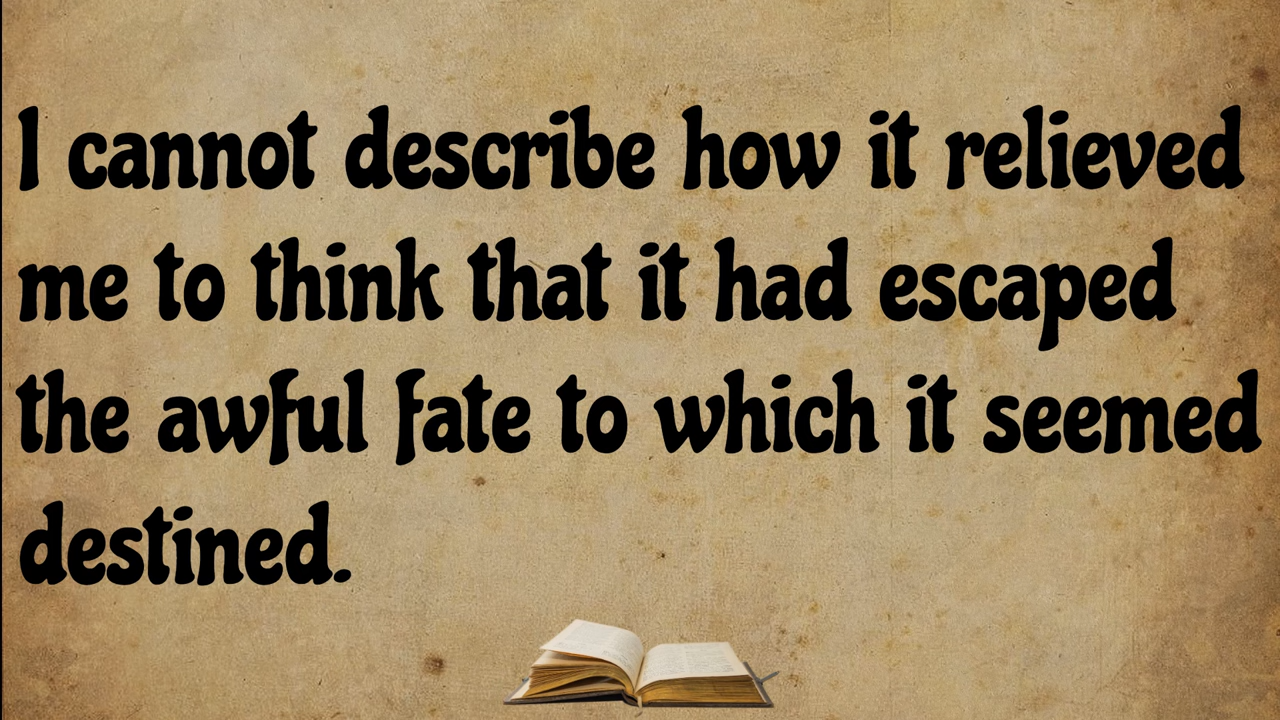 I cannot describe how it relieved
me to think that it had escaped
the awful fate to which it seemed
destined.